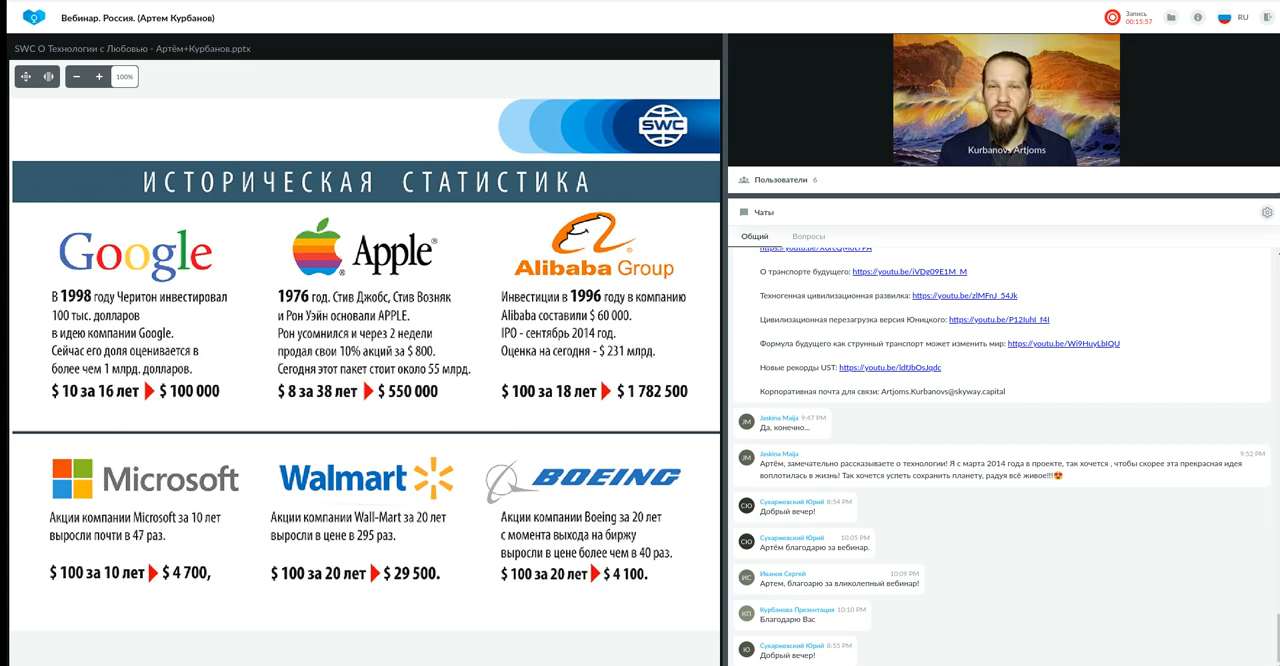 Вебинар. Россия. (Артем Курбанов)
Запись
00:15:57
RU
SWC О Технологии с Любовью - Артём+Курбанов.pptx
100%
SWC
ИСТОРИЧЕСКАЯ СТАТИСТИКА
Google
В 1998 году Черитон инвестировал
100 тыс. долларов
в идею компании Google.
Сейчас его доля оценивается в
более чем 1 млрд. долларов.
$ 10 за 16 лет $ 100 000
Apple®
1976 год. Стив Джобс, Стив Возняк
и Рон Уэйн основали APPLE.
Рон усомнился и через 2 недели
продал свои 10% акций за $ 800.
Сегодня этот пакет стоит около 55 млрд.
$ 8 за 38 лет $ 550 000
Alibaba Group
Инвестиции в 1996 году в компанию
Alibaba составили $ 60 000.
IPO - сентябрь 2014 год.
Оценка на сегодня - $ 231 млрд.
$ 100 за 18 лет $ 1 782 500
Microsoft
Акции компании Microsoft за 10 лет
выросли почти в 47 раз.
$ 100 за 10 лет $ 4 700,
Walmart
Акции компании Wall-Mart за 20 лет
выросли в цене в 295 раз.
$ 100 за 20 лет $ 29 500.
BOEING
Акции компании Boeing за 20 лет
с момента выхода на биржу
выросли в цене более чем в 40 раз.
$ 100 за 20 лет $ 4 100.
Kurbanovs Artjoms
Пользователи 6
Чаты
Общий Вопросы
О транспорте будущего: https://youtu.be/iVDg09E1M_M
Техногенная цивилизационная развилка: https://youtu.be/zlMFnJ_54Jk
Цивилизационная перезагрузка версия Юницкого: https://youtu.be/P12IuhI_f4I
Формула будущего как струнный транспорт может изменить мир: https://youtu.be/Wi9HuyLbIQU
Новые рекорды UST: https://youtu.be/ldfJbOsJqdc
Корпоративная почта для связи: Artjoms.Kurbanovs@skyway.capital
JM
Jaskina Maija 9:47 PM
Да, конечно...
JM
Jaskina Maija 9:52 PM
Артём, замечательно рассказываете о технологии! Я с марта 2014 года в проекте, так хочется , чтобы скорее эта прекрасная идея
воплотилась в жизнь! Так хочется успеть сохранить планету, радуя всё живое!!!
СЮ
Сухаржевский Юрий 8:54 PM
Добрый вечер!
СЮ
Сухаржевский Юрий 10:05 PM
Артём благодарю за вебинар.
ИС
Иванов Сергей 10:09 PM
Артем, благоарю за вликолепный вебинар!
КП
Курбанова Презентация 10:10 PM
Благодарю Вас
Ю
Сухаржевский Юрий 8:55 PM
Добрый вечер!